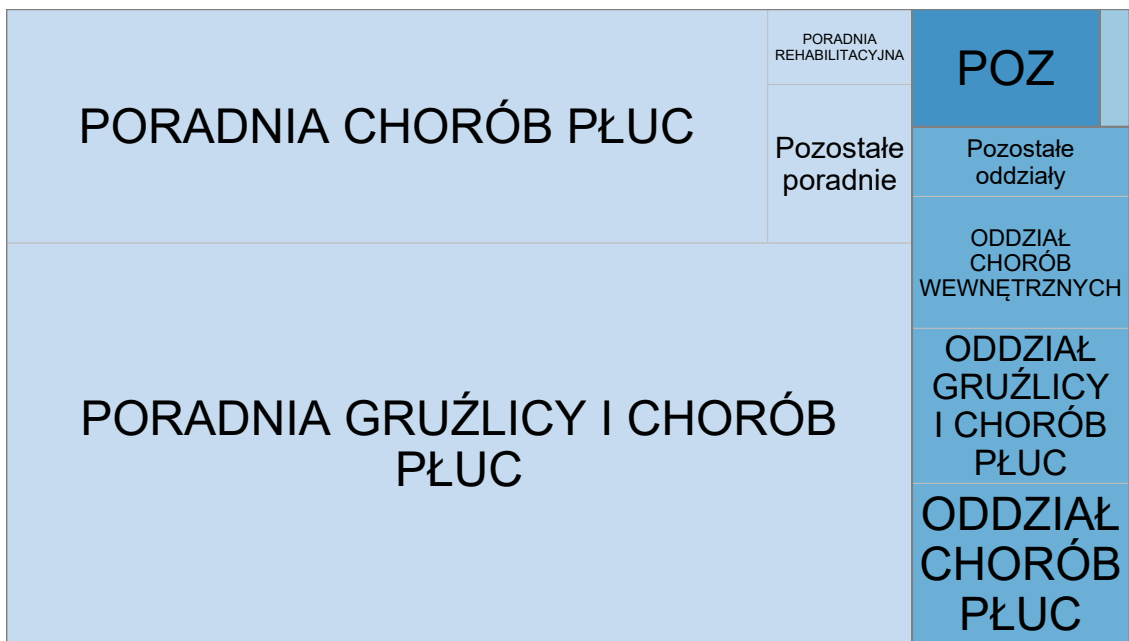 PORADNIA CHORÓB PŁUC
PORADNIA
REHABILITACYJNA
Pozostałe
poradnie
PORADNIA GRUŹLICY I CHORÓB
PŁUC
POZ
Pozostałe
oddziały
ODDZIAŁ
CHORÓB
WEWNĘTRZNYCH
ODDZIAŁ
GRUŹLICY
I CHORÓB
PŁUC
ODDZIAŁ
CHORÓB
PŁUC